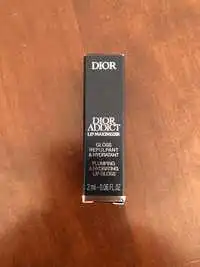 DIOR
DIOR
ADDICT
LIP MAXIMIZER
GLOSS
REPULPANT
& HYDRATANT
PLUMPING
& HYDRATING
LIP GLOSS
2 ml - 0.06 FL.OZ